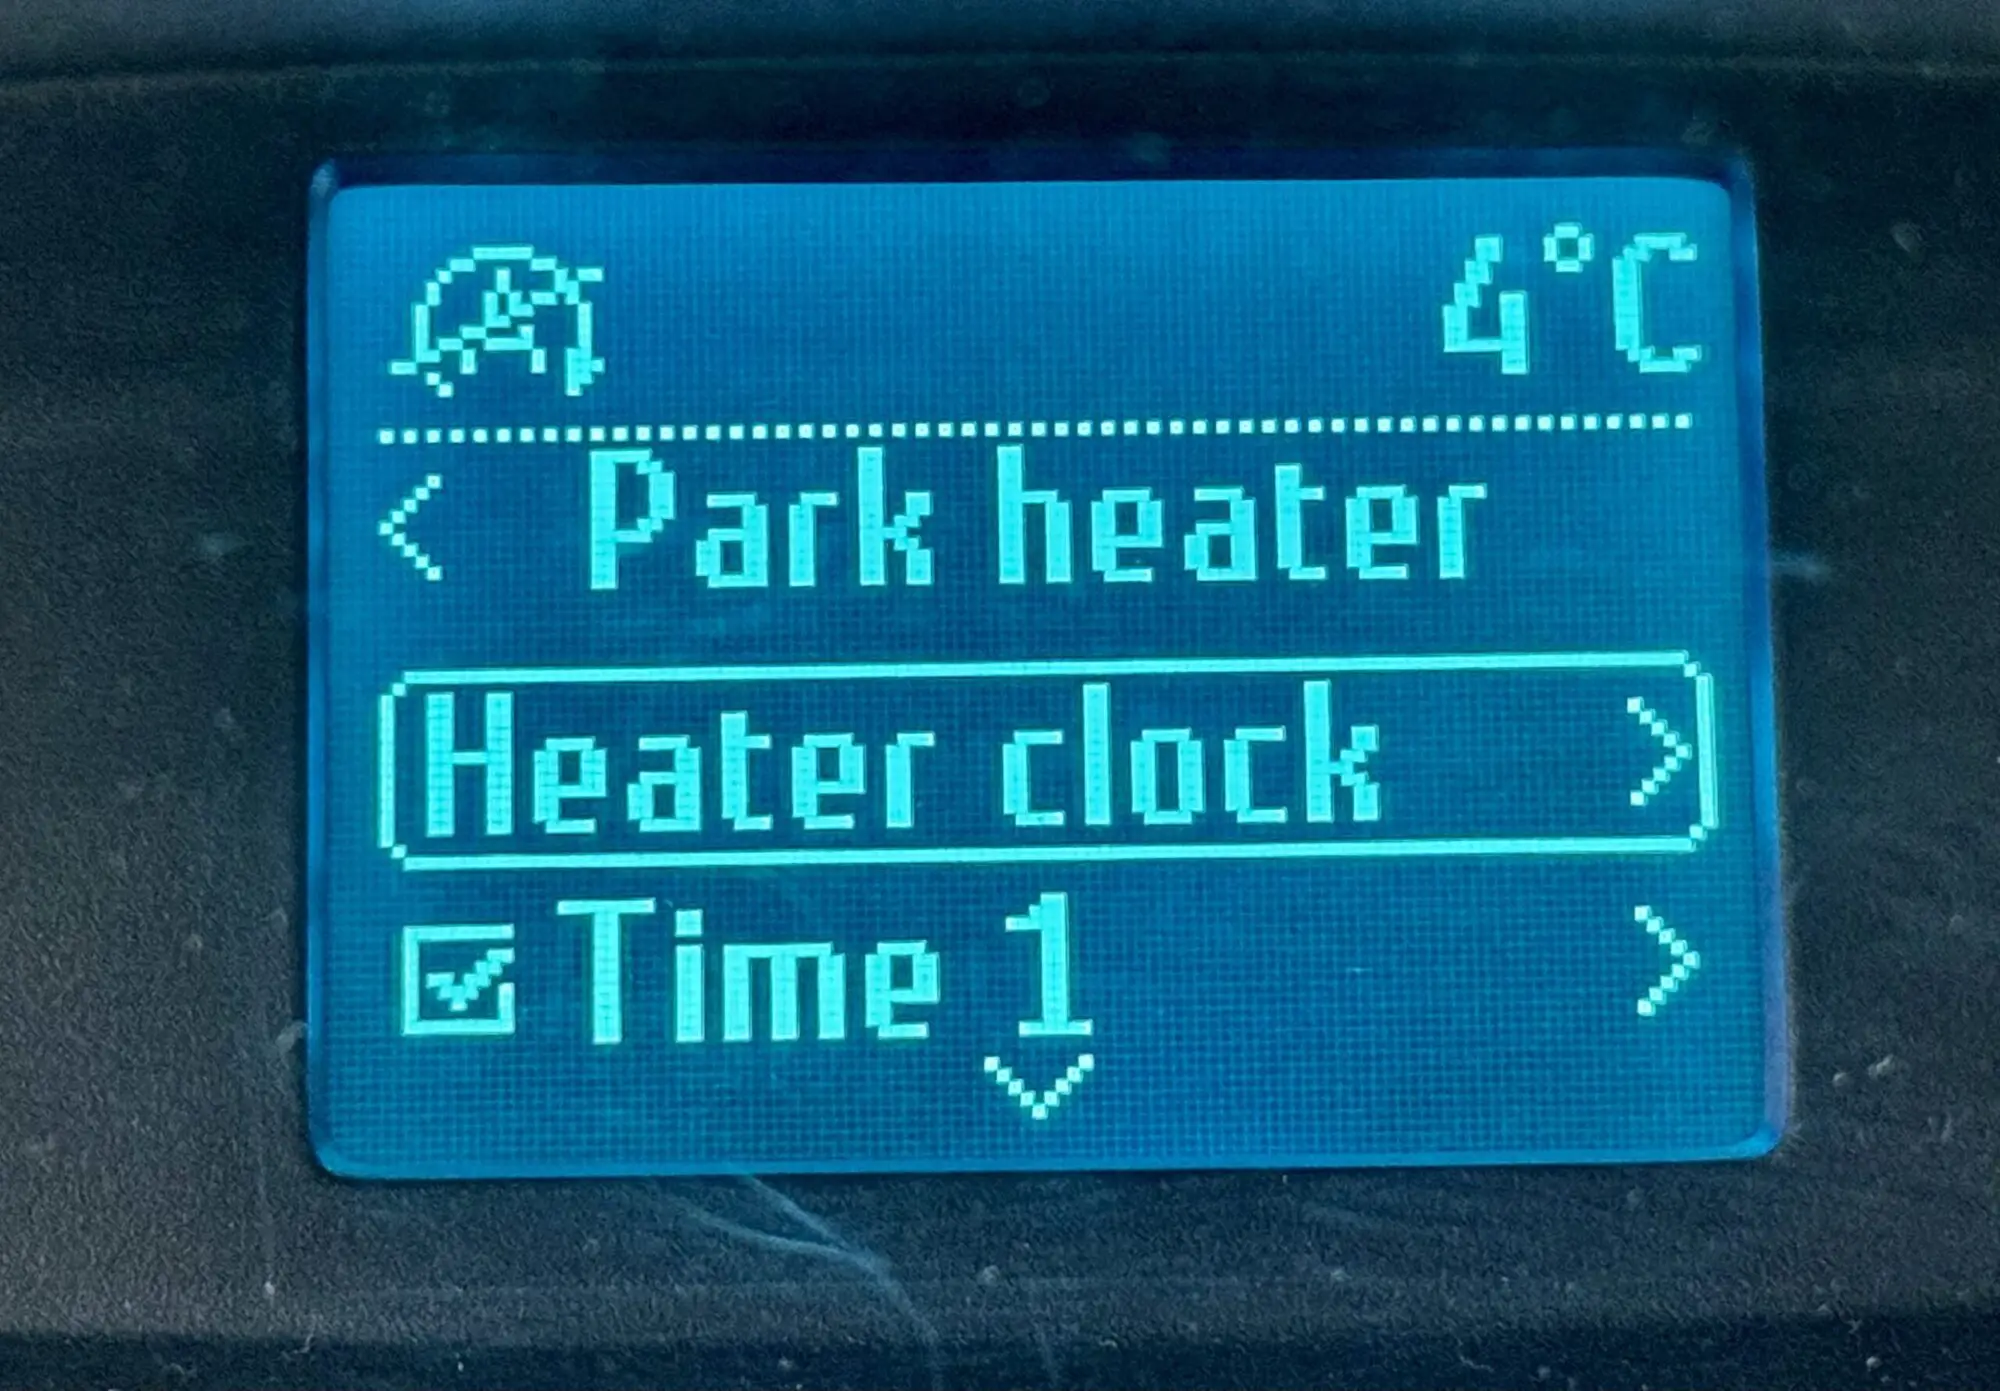 4°C
Park heater
Heater clock
Time 1